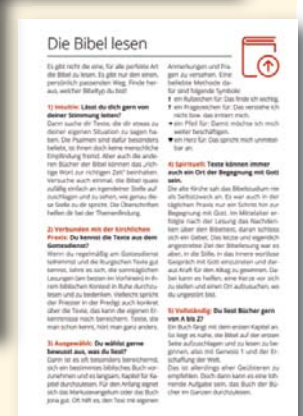 Die Bibel lesen
Es gibt nicht die eine, für alle perfekte Art
die Bibel zu lesen. Es gibt nur den einen,
persönlich passenden Weg. Finde her-
aus, welcher Bibeltyp du bist!
1) Intuitiv: Lässt du dich gern von
deiner Stimmung leiten?
Dann suche dir Texte, die dir etwas zu
deiner eigenen Situation zu sagen ha-
ben. Die Psalmen sind dafür besonders
beliebt, es ihnen doch keine menschliche
Empfindung fremd. Aber auch die ande-
ren Bücher der Bibel können das „rich-
tige Wort zur richtigen Zeit“ beinhalten.
Versuche auch einmal, die Bibel quasi
zufällig einfach an irgendeiner Stelle auf-
zuschlagen und zu sehen, wie genau die-
se Stelle zu dir spricht. Die Überschriften
helfen dir bei der Themenfindung.
2) Verbunden mit der kirchlichen
Praxis: Du kennst die Texte aus dem
Gottesdienst?
Wenn du regelmäßig am Gottesdienst
teilnimmst und die liturgischen Texte gut
kennst, lohnt es sich, die sonntäglichen
Lesungen (am besten im Vorhinein) in ih-
rem biblischen Kontext in Ruhe durchzu-
lesen und zu bedenken. Vielleicht spricht
der Priester in der Predigt auch konkret
über die Texte, das kann die eigenen Er-
kenntnisse noch bereichern. Texte, die
man schon kennt, hört man ganz anders.
3) Ausgewählt: Du wählst gerne
bewusst aus, was du liest?
Dann ist es oft besonders bereichernd,
sich ein bestimmtes biblisches Buch vor-
zunehmen und es langsam, Kapitel für Ka-
pitel durchzulesen. Für den Anfang eignet
sich das Markusevangelium oder das Buch
Jona gut. Oft hilft es, den Text mit eigenen
Anmerkungen und Fra-
gen zu versehen. Eine
beliebte Methode da-
für sind folgende Symbole:
! ein Rufzeichen für: Das finde ich wichtig.
? ein Fragezeichen für: Das verstehe ich
nicht bzw. das irritiert mich.
ein Pfeil für: Damit möchte ich mich
weiter beschäftigen.
♥ ein Herz für: Das spricht mich unmittel-
bar an.
4) Spirituell: Texte können immer
auch ein Ort der Begegnung mit Gott
sein.
Die alte Kirche sah das Bibelstudium nie
als Selbstzweck an. Es war auch in der
täglichen Praxis nur ein Schritt hin zur
Begegnung mit Gott. Im Mittelalter er-
folgte nach der Lesung das Nachden-
ken über den Bibeltext, daran schloss
sich ein Gebet. Das letzte und eigentlich
angestrebte Ziel der Bibellesung war es
aber, in die Stille, in das innere wortlose
Gespräch mit Gott einzutreten und dar-
aus Kraft für den Alltag zu gewinnen. Da-
bei kann es helfen, eine Kerze vor sich
zu stellen und einen Ort aufzusuchen, wo
du ungestört bist.
5) Vollständig: Du liest Bücher gern
von A bis Z?
Ein Buch fängt mit dem ersten Kapitel an.
So liegt es nahe, die Bibel auf der ersten
Seite aufzuschlagen und zu lesen zu be-
ginnen, also mit Genesis 1 und der Er-
schaffung der Welt.
Das ist allerdings eher Geübteren zu
empfehlen. Doch dann kann es eine loh-
nende Aufgabe sein, das Buch der Bü-
cher im Ganzen durchzulesen.